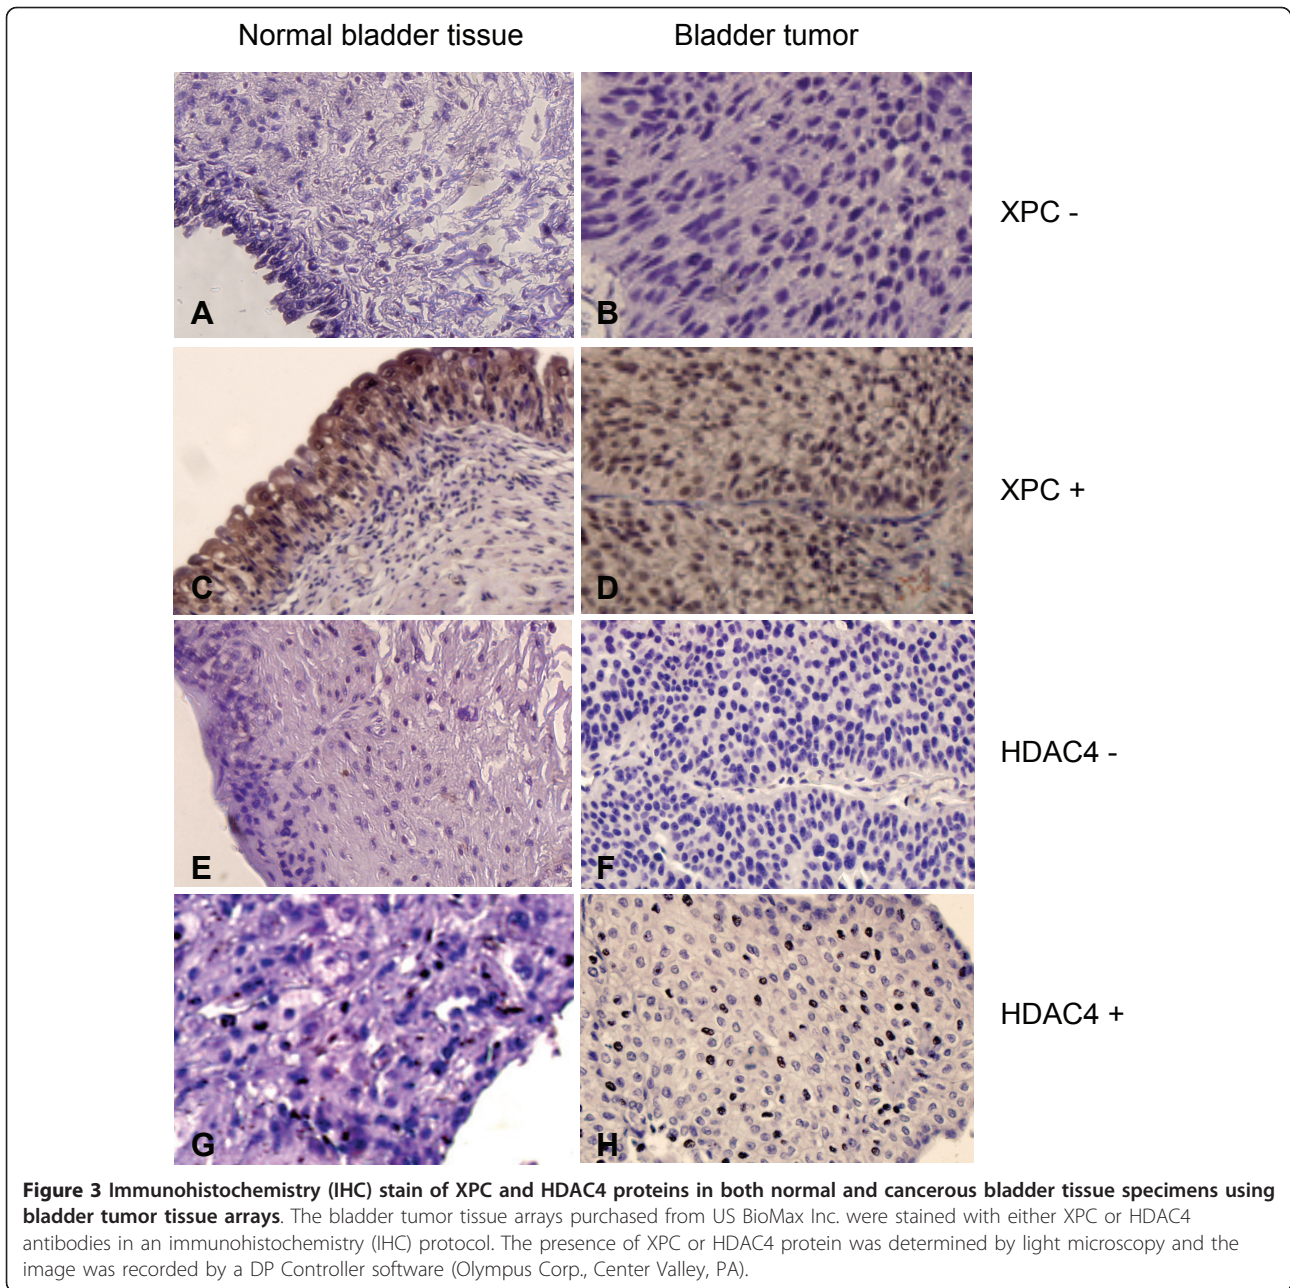 Normal bladder tissue
Bladder tumor
A
B
XPC -
C
D
XPC +
E
F
HDAC4 -
G
H
HDAC4 +
Figure 3 Immunohistochemistry (IHC) stain of XPC and HDAC4 proteins in both normal and cancerous bladder tissue specimens using
bladder tumor tissue arrays. The bladder tumor tissue arrays purchased from US BioMax Inc. were stained with either XPC or HDAC4
antibodies in an immunohistochemistry (IHC) protocol. The presence of XPC or HDAC4 protein was determined by light microscopy and the
image was recorded by a DP Controller software (Olympus Corp., Center Valley, PA).